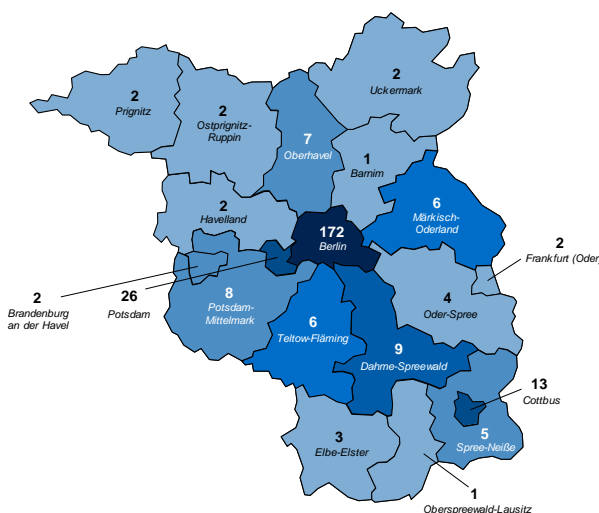 2
Prignitz
2
Ostprignitz-
Ruppin
7
Oberhavel
2
Uckermark
1
Barnim
2
Havelland
172
Berlin
6
Märkisch-
Oderland
2
Frankfurt (Oder)
2
Brandenburg
an der Havel
26
Potsdam
8
Potsdam-
Mittelmark
6
Teltow-Fläming
4
Oder-Spree
9
Dahme-Spreewald
13
Cottbus
3
Elbe-Elster
5
Spree-Neiße
1
Oberspreewald-Lausitz